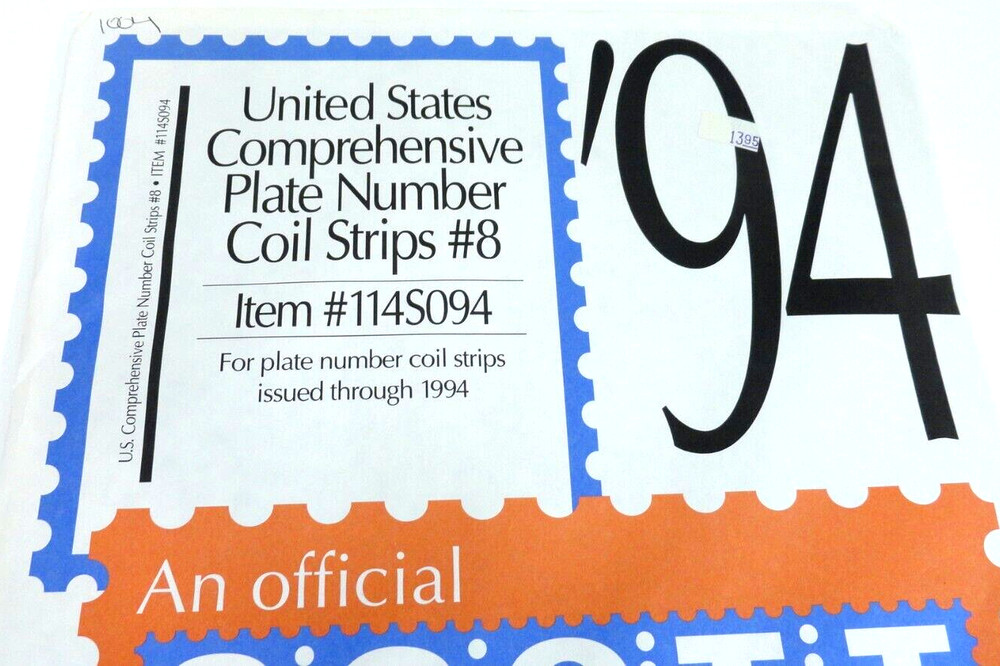 United States
Comprehensive
Plate Number
Coil Strips #8
Item #114S094
For plate number coil strips
issued through 1994
U.S. Comprehensive Plate Number Coil Strips #8 • ITEM #114S094
'94
1395
An official